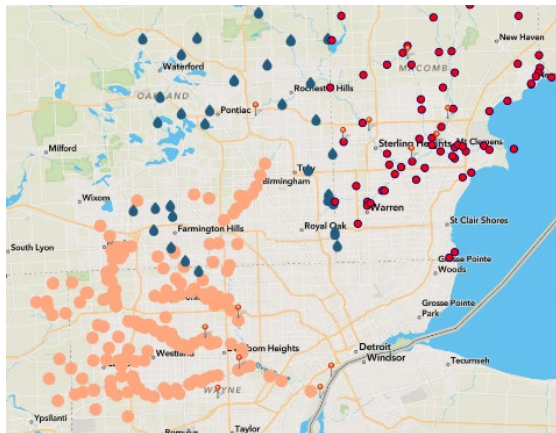 New Haven
Waterford
MACOMB
Rochester Hills
OAKLAND
Pontiac
Milford
Sterling Heights
Mt Clemens
Troy
Birmingham
Wixom
Warren
St Clair Shores
Royal Oak
Farmington Hills
South Lyon
Grosse Pointe
Woods
Grosse Pointe
Park
Detroit
Westland
Windsor
Tecumseh
WAYNE
Ypsilanti
Taylor